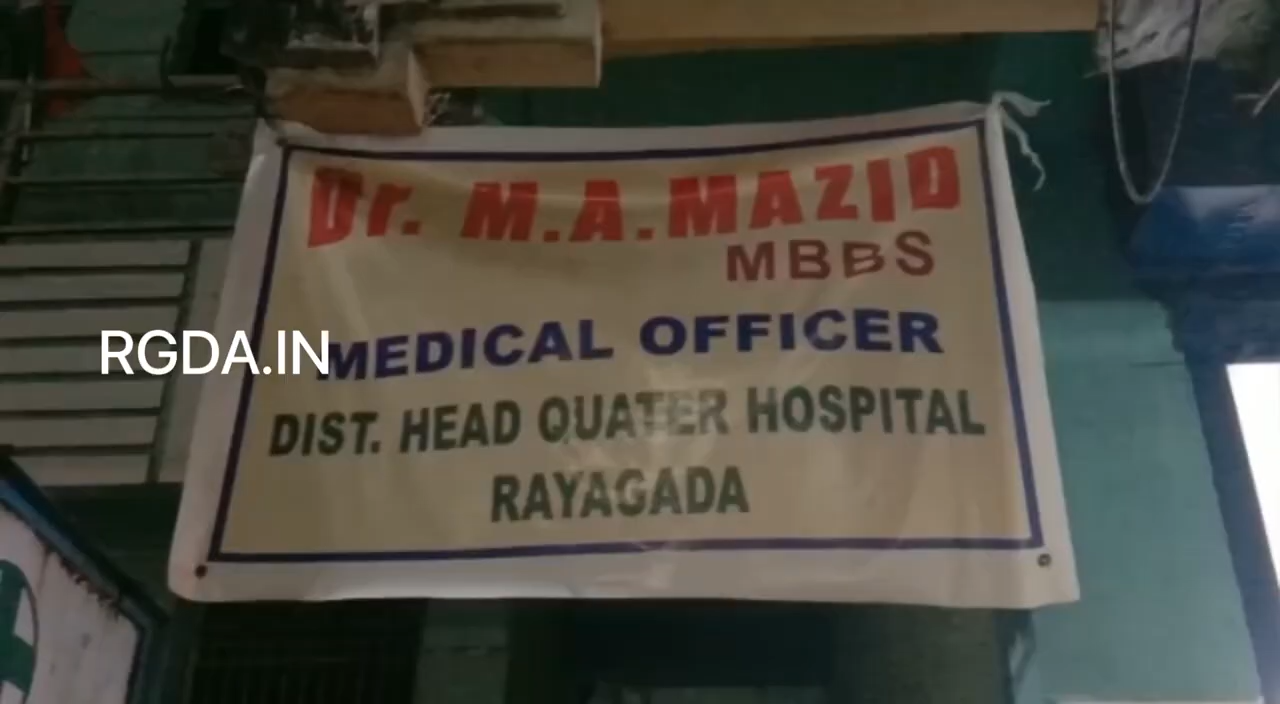 Dr. M.A.MAZID
MBBS
MEDICAL OFFICER
DIST. HEAD QUATER HOSPITAL
RAYAGADA
RGDA.IN